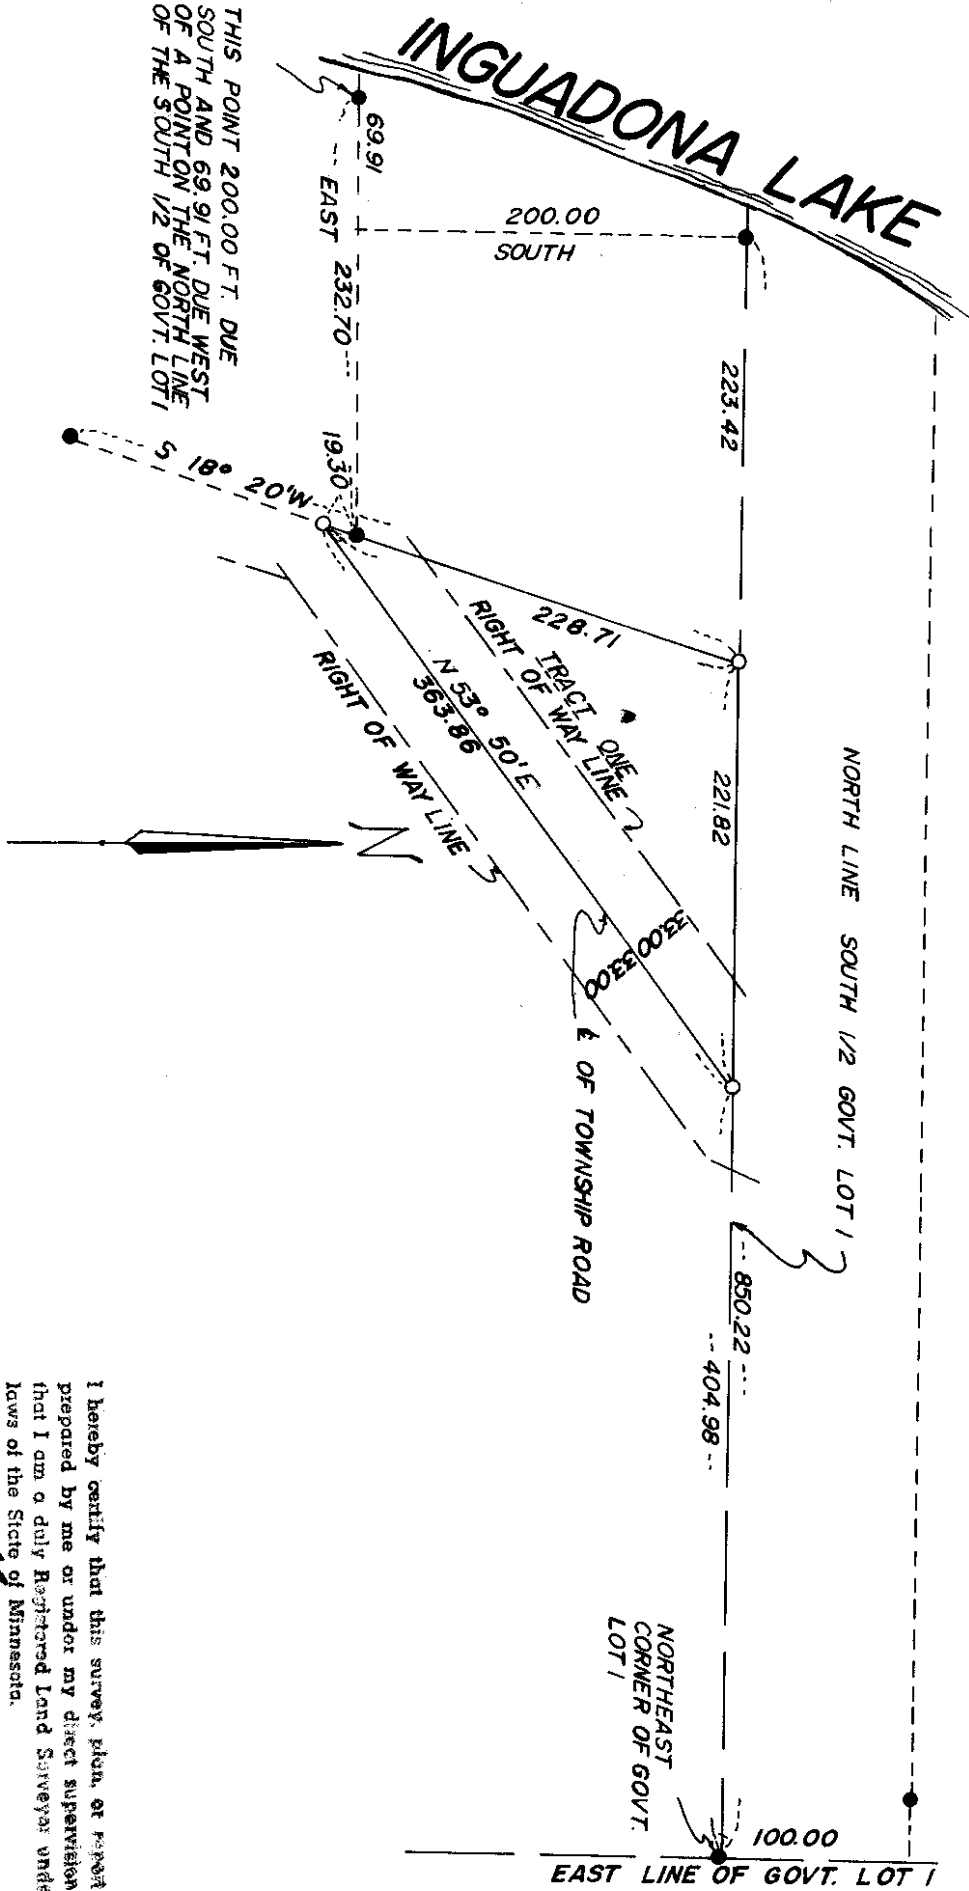 INGUADONA LAKE
THIS POINT 200.00 FT. DUE
SOUTH AND 69.91 FT. DUE WEST
OF A POINT ON THE NORTH LINE
OF THE SOUTH 1/2 OF GOVT. LOT 1
69.91
--- EAST 232.70 ---
200.00
SOUTH
19.30
S 18° 20' W
223.42
228.71
221.82
TRACT ONE
RIGHT OF WAY LINE
N 53° 50' E
363.86
RIGHT OF WAY LINE
33.00
33.00
℄ OF TOWNSHIP ROAD
N
NORTH LINE SOUTH 1/2 GOVT. LOT 1
--- 850.22 ---
-- 404.98 --
NORTHEAST
CORNER OF GOVT.
LOT 1
100.00
EAST LINE OF GOVT. LOT 1
I hereby certify that this survey, plan, or report
prepared by me or under my direct supervision
that I am a duly Registered Land Surveyor unde
laws of the State of Minnesota.